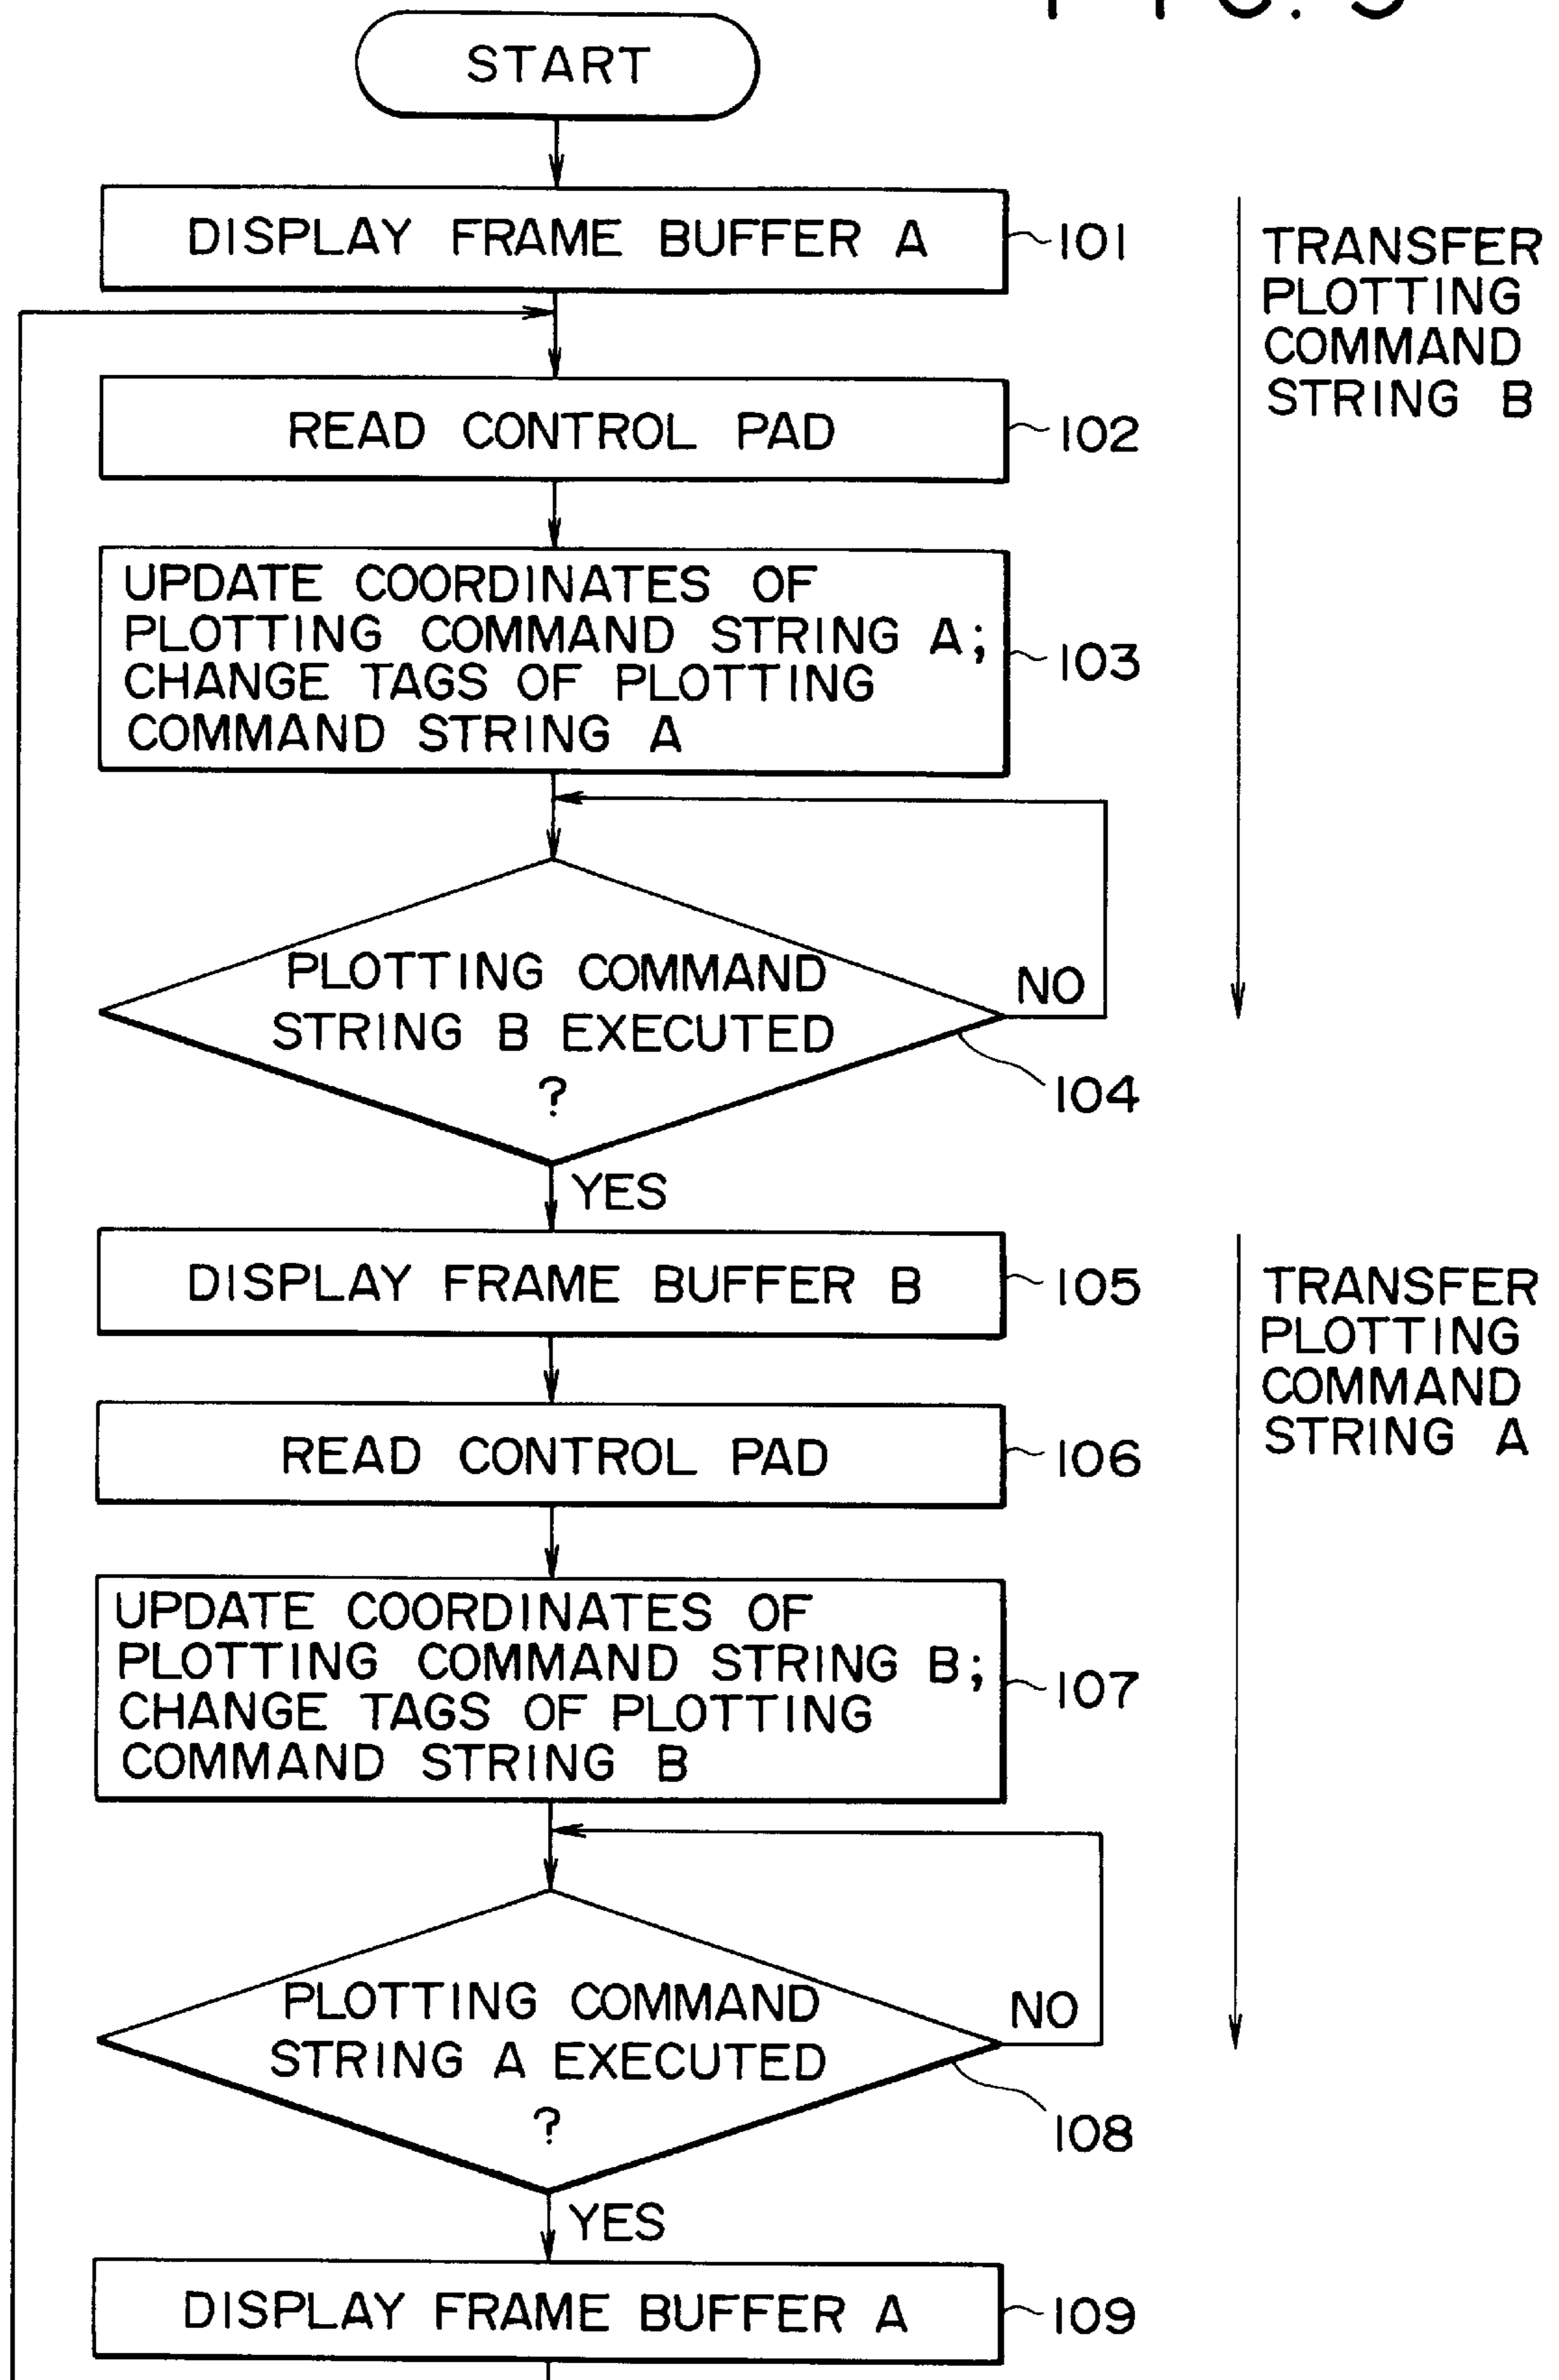 START
DISPLAY FRAME BUFFER A
101
TRANSFER
PLOTTING
COMMAND
STRING B
READ CONTROL PAD
102
UPDATE COORDINATES OF
PLOTTING COMMAND STRING A;
CHANGE TAGS OF PLOTTING
COMMAND STRING A
103
PLOTTING COMMAND
STRING B EXECUTED
?
NO
104
YES
DISPLAY FRAME BUFFER B
105
TRANSFER
PLOTTING
COMMAND
STRING A
READ CONTROL PAD
106
UPDATE COORDINATES OF
PLOTTING COMMAND STRING B;
CHANGE TAGS OF PLOTTING
COMMAND STRING B
107
PLOTTING COMMAND
STRING A EXECUTED
?
NO
108
YES
DISPLAY FRAME BUFFER A
109